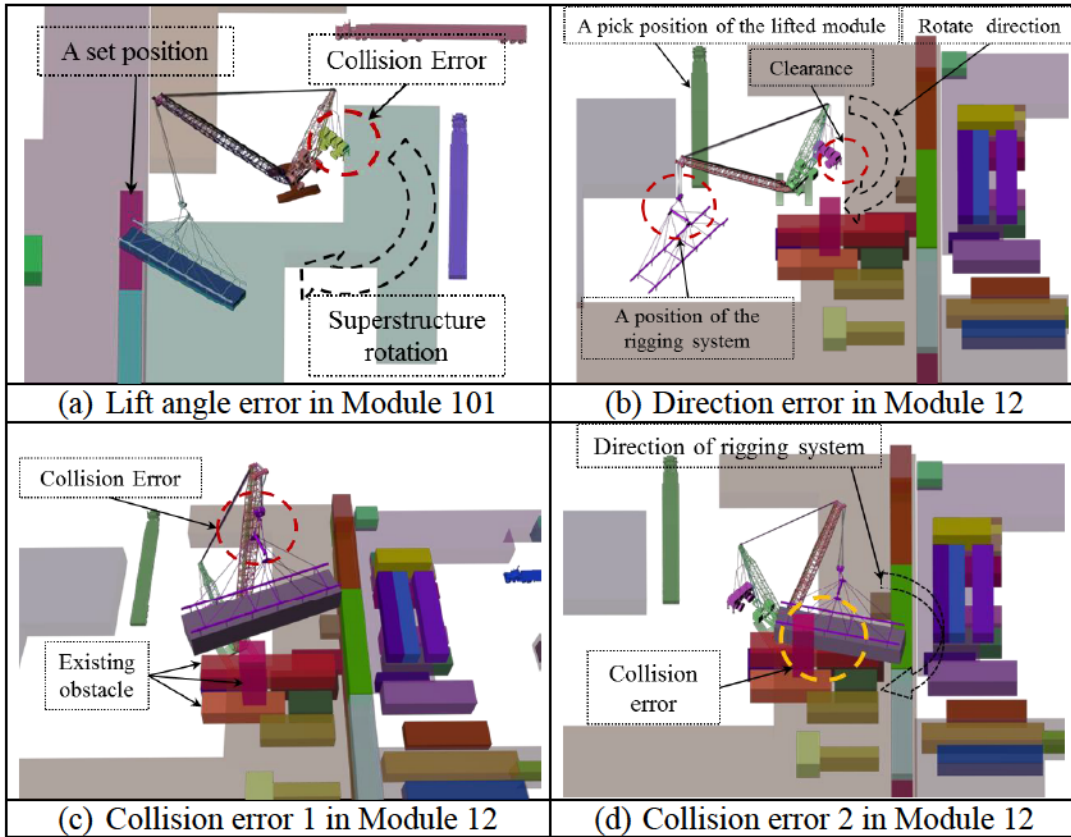 A set position
Collision Error
Superstructure
rotation
(a) Lift angle error in Module 101
A pick position of the lifted module
Rotate direction
Clearance
A position of the
rigging system
(b) Direction error in Module 12
Collision Error
Existing
obstacle
(c) Collision error 1 in Module 12
Direction of rigging system
Collision
error
(d) Collision error 2 in Module 12